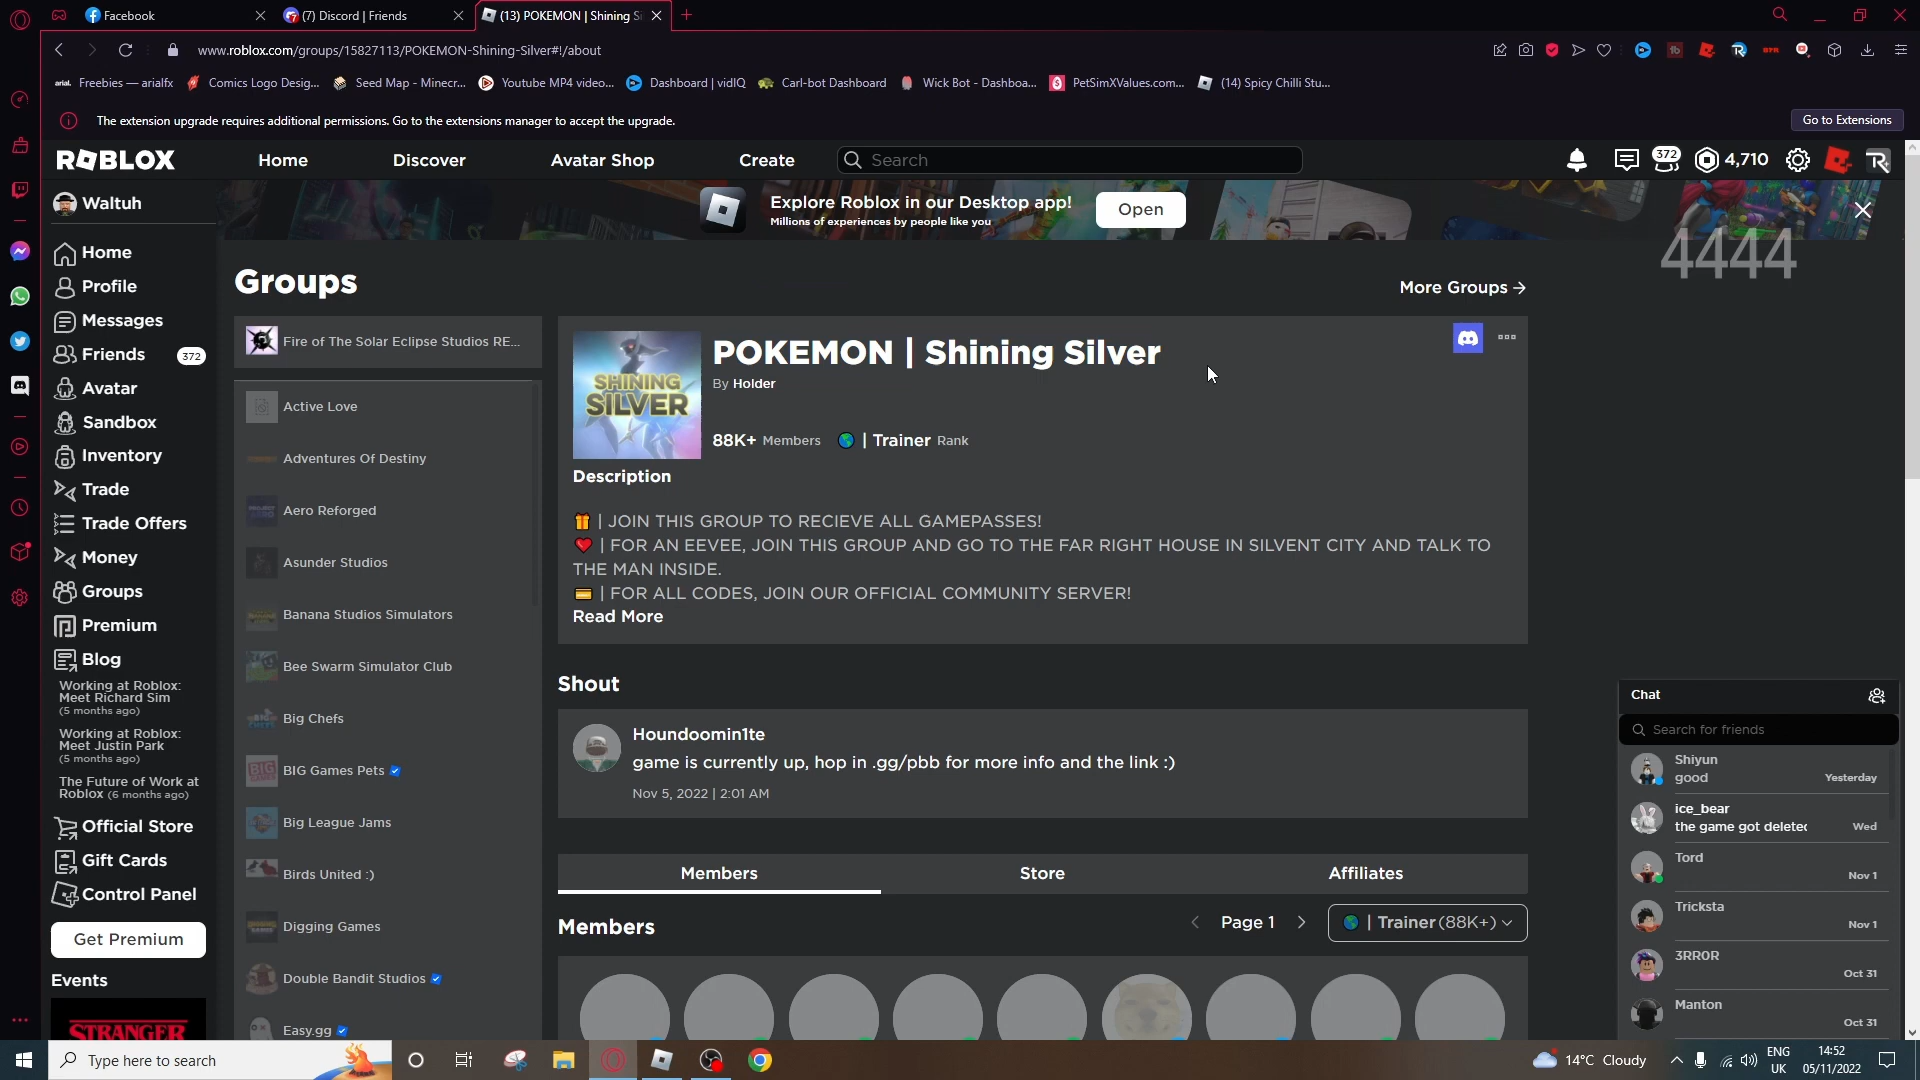 Facebook
(7) Discord | Friends
(13) POKEMON | Shining Si
www.roblox.com/groups/15827113/POKEMON-Shining-Silver#!/about
arial. Freebies — arialfx
Comics Logo Desig...
Seed Map - Minecr...
Youtube MP4 video...
Dashboard | vidIQ
Carl-bot Dashboard
Wick Bot - Dashboa...
PetSimXValues.com...
(14) Spicy Chilli Stu...
The extension upgrade requires additional permissions. Go to the extensions manager to accept the upgrade.
Go to Extensions
ROBLOX
Home
Discover
Avatar Shop
Create
Search
372
4,710
Waltuh
Explore Roblox in our Desktop app!
Millions of experiences by people like you
Open
4444
Home
Profile
Messages
Friends 372
Avatar
Sandbox
Inventory
Trade
Trade Offers
Money
Groups
Premium
Blog
Working at Roblox:
Meet Richard Sim
(5 months ago)
Working at Roblox:
Meet Justin Park
(5 months ago)
The Future of Work at
Roblox (6 months ago)
Official Store
Gift Cards
Control Panel
Get Premium
Events
STRANGER
Groups
More Groups →
Fire of The Solar Eclipse Studios RE...
Active Love
Adventures Of Destiny
Aero Reforged
Asunder Studios
Banana Studios Simulators
Bee Swarm Simulator Club
Big Chefs
BIG Games Pets
Big League Jams
Birds United :)
Digging Games
Double Bandit Studios
Easy.gg
SHINING
SILVER
POKEMON | Shining Silver
By Holder
88K+ Members | Trainer Rank
Description
🎁 | JOIN THIS GROUP TO RECIEVE ALL GAMEPASSES!
❤️ | FOR AN EEVEE, JOIN THIS GROUP AND GO TO THE FAR RIGHT HOUSE IN SILVENT CITY AND TALK TO
THE MAN INSIDE.
💳 | FOR ALL CODES, JOIN OUR OFFICIAL COMMUNITY SERVER!
Read More
Shout
Houndoomin1te
game is currently up, hop in .gg/pbb for more info and the link :)
Nov 5, 2022 | 2:01 AM
Members
Store
Affiliates
Members
Page 1
| Trainer (88K+)
Chat
Search for friends
Shiyun
good
Yesterday
ice_bear
the game got deleted
Wed
Tord
Nov 1
Tricksta
Nov 1
3RR0R
Oct 31
Manton
Oct 31
Type here to search
14°C Cloudy
ENG
UK
14:52
05/11/2022